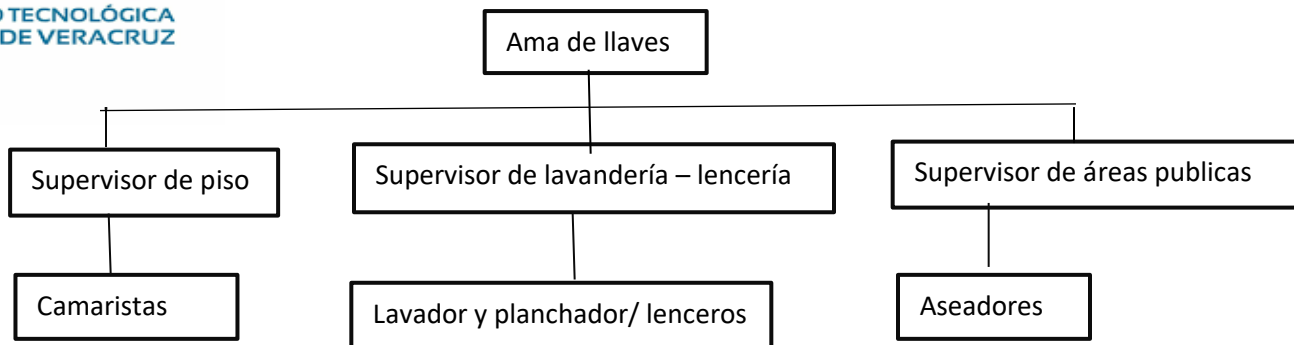 TECNOLÓGICA
DE VERACRUZ
Ama de llaves
Supervisor de piso
Supervisor de lavandería – lencería
Supervisor de áreas publicas
Camaristas
Lavador y planchador/ lenceros
Aseadores